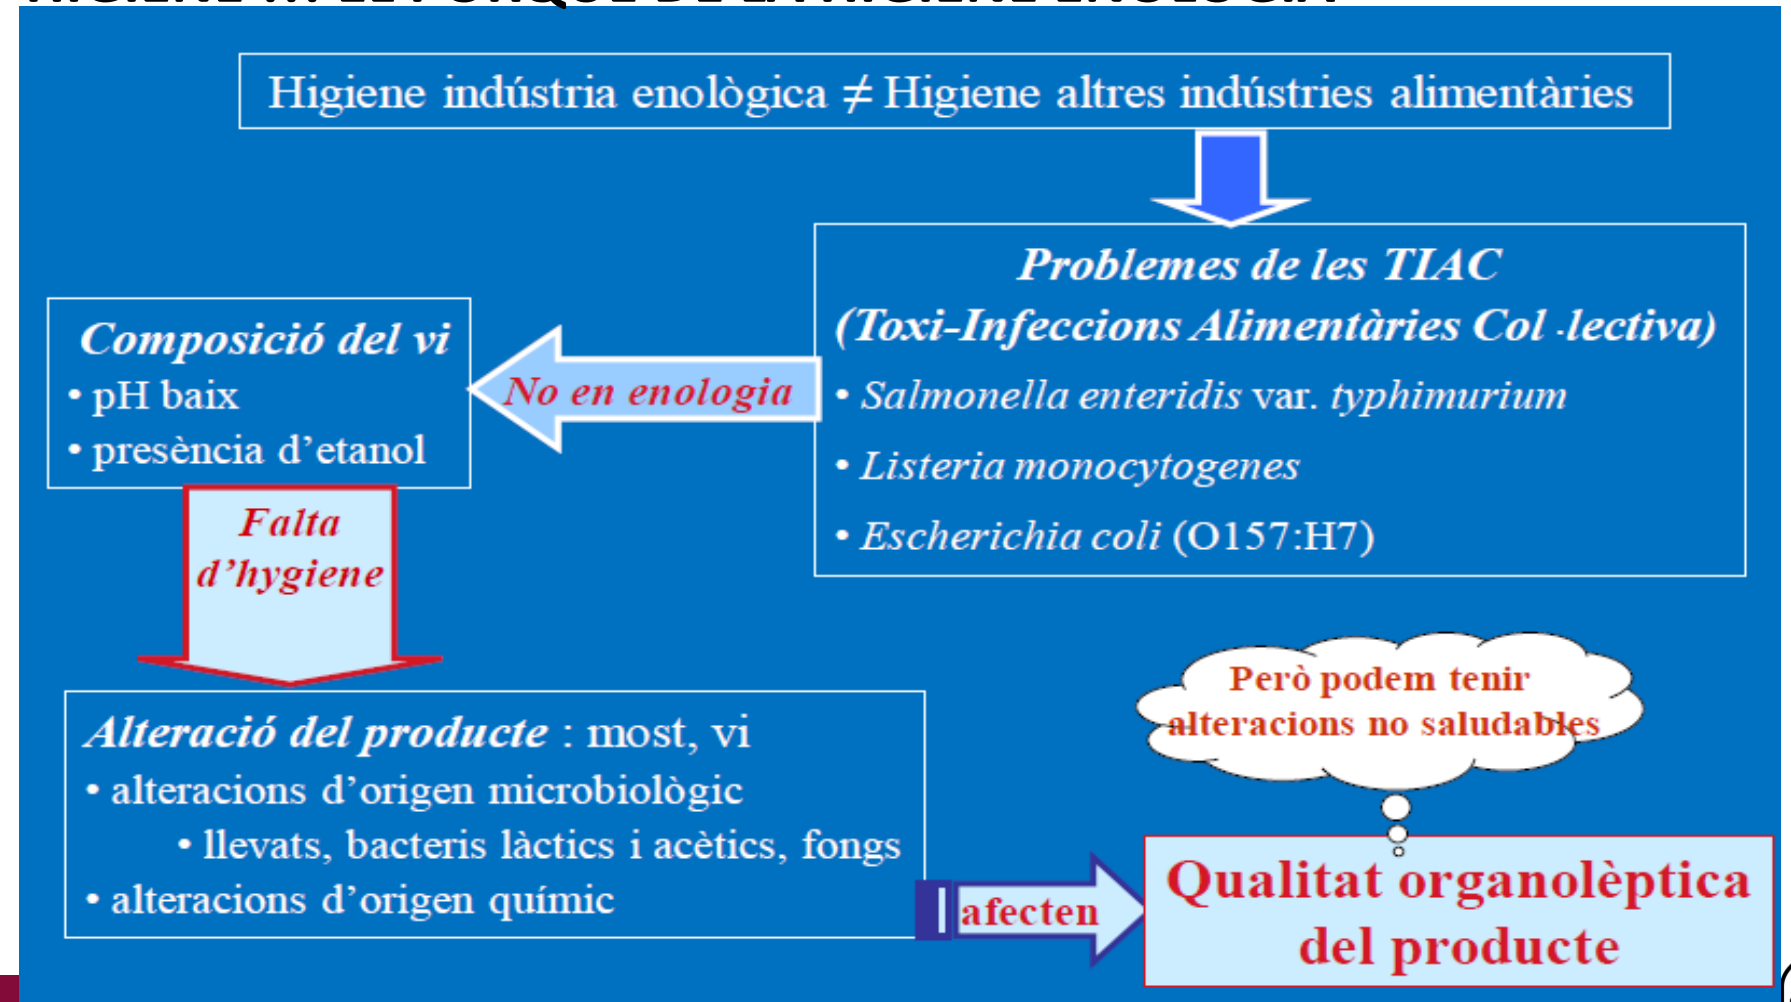 Higiene indústria enològica ≠ Higiene altres indústries alimentàries
Problemes de les TIAC
(Toxi-Infeccions Alimentàries Col ·lectiva)
• Salmonella enteridis var. typhimurium
• Listeria monocytogenes
• Escherichia coli (O157:H7)
No en enologia
Composició del vi
• pH baix
• presència d’etanol
Falta
d’hygiene
Alteració del producte : most, vi
• alteracions d’origen microbiològic
• llevats, bacteris làctics i acètics, fongs
• alteracions d’origen químic
afecten
Però podem tenir
alteracions no saludables
Qualitat organolèptica
del producte